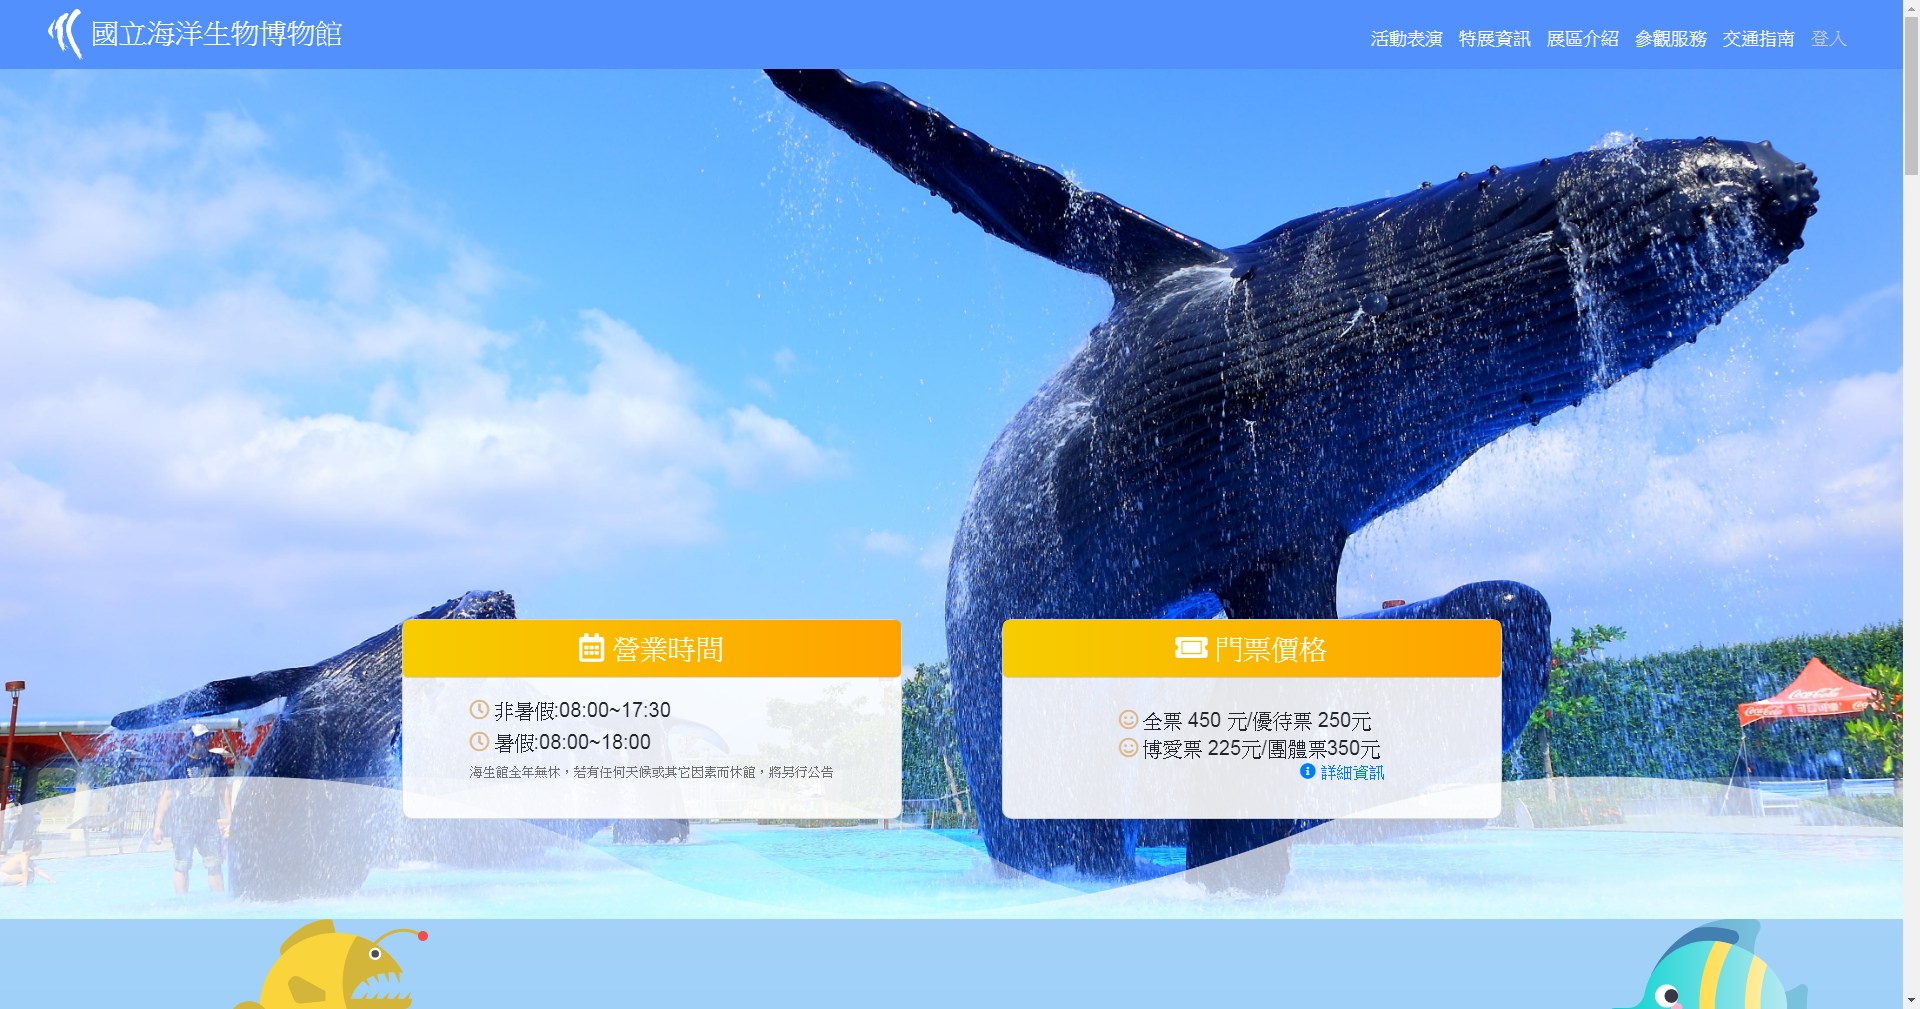 國立海洋生物博物館
活動表演 特展資訊 展區介紹 參觀服務 交通指南 登入
營業時間
非暑假:08:00~17:30
暑假:08:00~18:00
海生館全年無休，若有任何天候或其它因素而休館，將另行公告
門票價格
全票 450 元/優待票 250元
博愛票 225元/團體票350元
詳細資訊
Coca-Cola
Coca-Cola